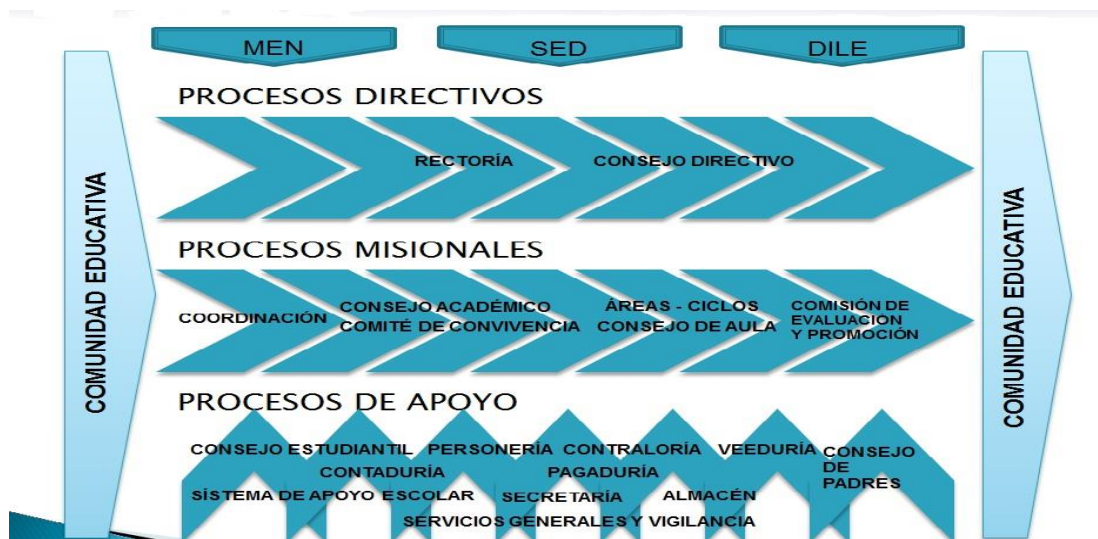 MEN SED DILE
COMUNIDAD EDUCATIVA
PROCESOS DIRECTIVOS
RECTORÍA CONSEJO DIRECTIVO
PROCESOS MISIONALES
COORDINACIÓN
CONSEJO ACADÉMICO
COMITÉ DE CONVIVENCIA
ÁREAS - CICLOS
CONSEJO DE AULA
COMISIÓN DE
EVALUACION
Y PROMOCIÓN
PROCESOS DE APOYO
CONSEJO ESTUDIANTIL PERSONERÍA CONTRALORÍA VEEDURÍA
CONSEJO
DE
PADRES
CONTADURÍA PAGADURÍA
SÍSTEMA DE APOYO ESCOLAR SECRETARÍA ALMACÉN
SERVICIOS GENERALES Y VIGILANCIA
COMUNIDAD EDUCATIVA